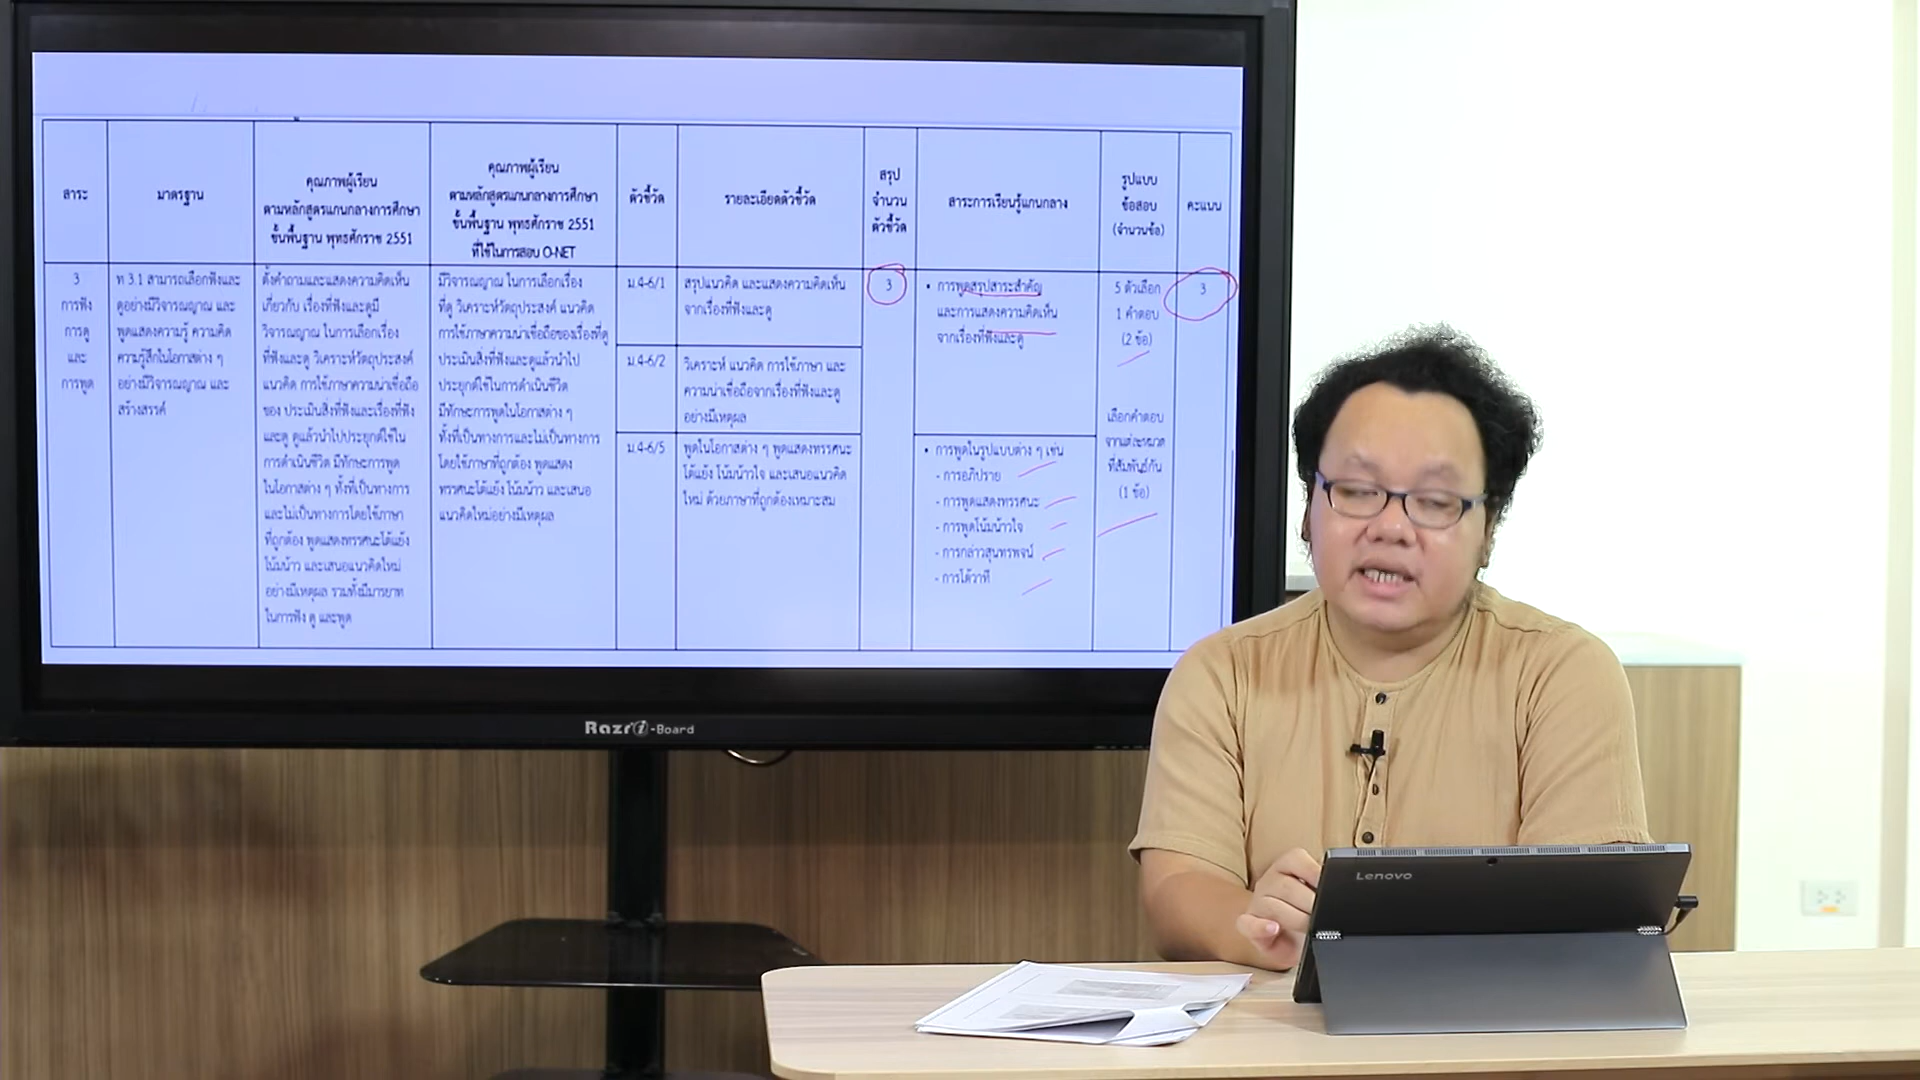 สาระ
มาตรฐาน
คุณภาพผู้เรียน
ตามหลักสูตรแกนกลางการศึกษา
ขั้นพื้นฐาน พุทธศักราช 2551
คุณภาพผู้เรียน
ตามหลักสูตรแกนกลางการศึกษา
ขั้นพื้นฐาน พุทธศักราช 2551
ที่ใช้ในการสอบ O-NET
ตัวชี้วัด
รายละเอียดตัวชี้วัด
สรุป
จำนวน
ตัวชี้วัด
สาระการเรียนรู้แกนกลาง
รูปแบบ
ข้อสอบ
(จำนวนข้อ)
คะแนน
3
การฟัง
การดู
และ
การพูด
ท 3.1 สามารถเลือกฟังและ
ดูอย่างมีวิจารณญาณ และ
พูดแสดงความรู้ ความคิด
ความรู้สึกในโอกาสต่าง ๆ
อย่างมีวิจารณญาณ และ
สร้างสรรค์
ตั้งคำถามและแสดงความคิดเห็น
เกี่ยวกับ เรื่องที่ฟังและดูมี
วิจารณญาณ ในการเลือกเรื่อง
ที่ฟังและดู วิเคราะห์วัตถุประสงค์
แนวคิด การใช้ภาษาความน่าเชื่อถือ
ของ ประเมินสิ่งที่ฟังและเรื่องที่ฟัง
และดู ดูแล้วนำไปประยุกต์ใช้ใน
การดำเนินชีวิต มีทักษะการพูด
ในโอกาสต่าง ๆ ทั้งที่เป็นทางการ
และไม่เป็นทางการโดยใช้ภาษา
ที่ถูกต้อง พูดแสดงทรรศนะโต้แย้ง
โน้มน้าว และเสนอแนวคิดใหม่
อย่างมีเหตุผล รวมทั้งมีมารยาท
ในการฟัง ดู และพูด
มีวิจารณญาณ ในการเลือกเรื่อง
ที่ดู วิเคราะห์วัตถุประสงค์ แนวคิด
การใช้ภาษาความน่าเชื่อถือของเรื่องที่ดู
ประเมินสิ่งที่ฟังและดูแล้วนำไป
ประยุกต์ใช้ในการดำเนินชีวิต
มีทักษะการพูดในโอกาสต่าง ๆ
ทั้งที่เป็นทางการและไม่เป็นทางการ
โดยใช้ภาษาที่ถูกต้อง พูดแสดง
ทรรศนะโต้แย้ง โน้มน้าว และเสนอ
แนวคิดใหม่อย่างมีเหตุผล
ม.4-6/1
สรุปแนวคิด และแสดงความคิดเห็น
จากเรื่องที่ฟังและดู
ม.4-6/2
วิเคราะห์ แนวคิด การใช้ภาษา และ
ความน่าเชื่อถือจากเรื่องที่ฟังและดู
อย่างมีเหตุผล
ม.4-6/5
พูดในโอกาสต่าง ๆ พูดแสดงทรรศนะ
โต้แย้ง โน้มน้าวใจ และเสนอแนวคิด
ใหม่ ด้วยภาษาที่ถูกต้องเหมาะสม
3
• การพูดสรุปสาระสำคัญ
และการแสดงความคิดเห็น
จากเรื่องที่ฟังและดู
• การพูดในรูปแบบต่าง ๆ เช่น
- การอภิปราย
- การพูดแสดงทรรศนะ
- การพูดโน้มน้าวใจ
- การกล่าวสุนทรพจน์
- การโต้วาที
5 ตัวเลือก
1 คำตอบ
(2 ข้อ)
เลือกคำตอบ
จากแต่ละหมวด
ที่สัมพันธ์กัน
(1 ข้อ)
3
Razr i-Board
Lenovo